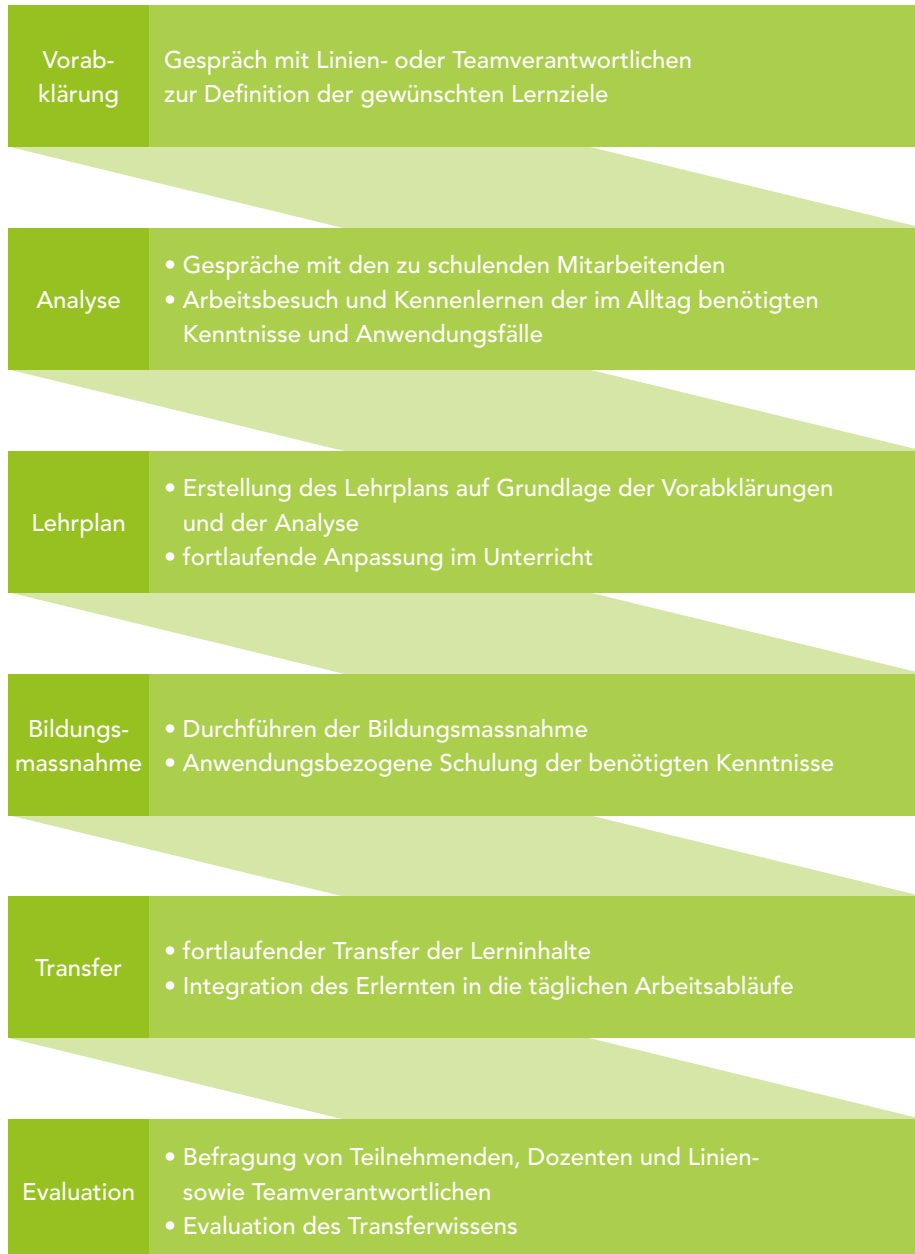 Vorab-
klärung
Gespräch mit Linien- oder Teamverantwortlichen
zur Definition der gewünschten Lernziele
Analyse
• Gespräche mit den zu schulenden Mitarbeitenden
• Arbeitsbesuch und Kennenlernen der im Alltag benötigten
Kenntnisse und Anwendungsfälle
Lehrplan
• Erstellung des Lehrplans auf Grundlage der Vorabklärungen
und der Analyse
• fortlaufende Anpassung im Unterricht
Bildungs-
massnahme
• Durchführen der Bildungsmassnahme
• Anwendungsbezogene Schulung der benötigten Kenntnisse
Transfer
• fortlaufender Transfer der Lerninhalte
• Integration des Erlernten in die täglichen Arbeitsabläufe
Evaluation
• Befragung von Teilnehmenden, Dozenten und Linien-
sowie Teamverantwortlichen
• Evaluation des Transferwissens